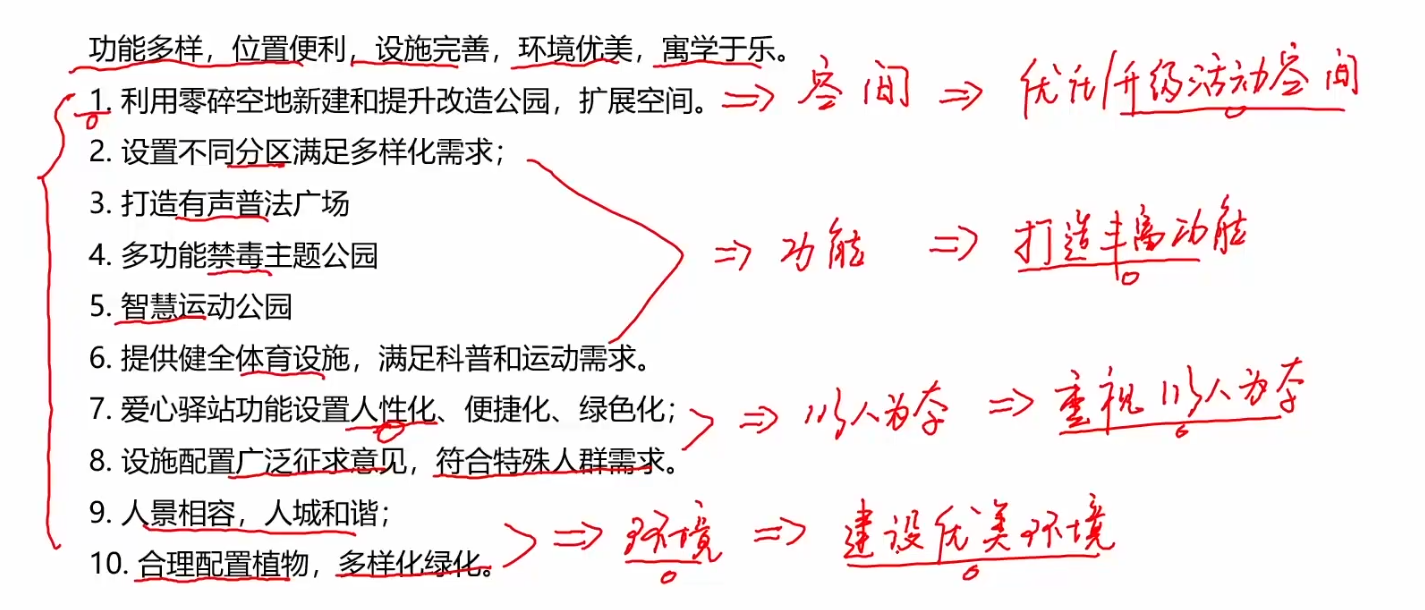 功能多样，位置便利，设施完善，环境优美，寓学于乐。
1. 利用零碎空地新建和提升改造公园，扩展空间。⇒ 空间 ⇒ 优化/升级活动空间
2. 设置不同分区满足多样化需求；
3. 打造有声普法广场
4. 多功能禁毒主题公园 ⇒ 功能 ⇒ 打造丰富功能
5. 智慧运动公园
6. 提供健全体育设施，满足科普和运动需求。
7. 爱心驿站功能设置人性化、便捷化、绿色化； ⇒ 以人为本 ⇒ 重视以人为本
8. 设施配置广泛征求意见，符合特殊人群需求。
9. 人景相容，人城和谐； ⇒ 环境 ⇒ 建设优美环境
10. 合理配置植物，多样化绿化。